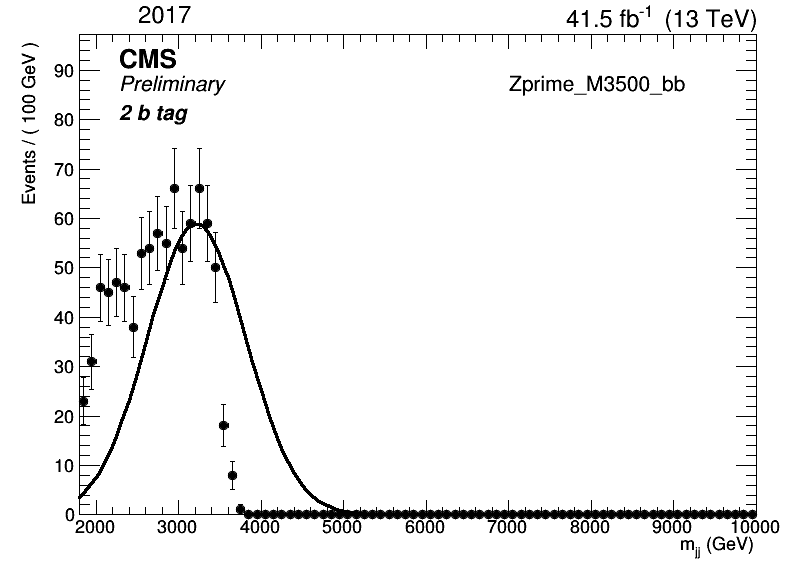 2017
41.5 fb-1 (13 TeV)
CMS
Preliminary
2 b tag
Zprime_M3500_bb
Events / ( 100 GeV )
90
80
70
60
50
40
30
20
10
0
2000 3000 4000 5000 6000 7000 8000 9000 10000
mjj (GeV)